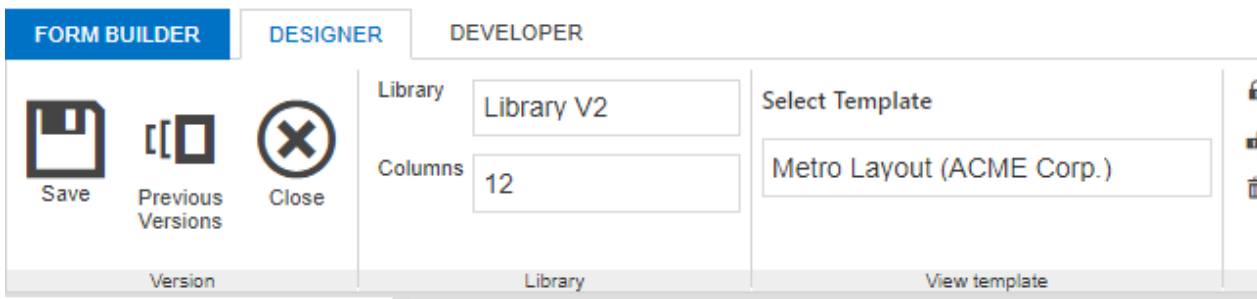 FORM BUILDER DESIGNER DEVELOPER
Library
Library V2
Columns
12
Select Template
Metro Layout (ACME Corp.)
Save
Previous
Versions
Close
Version
Library
View template